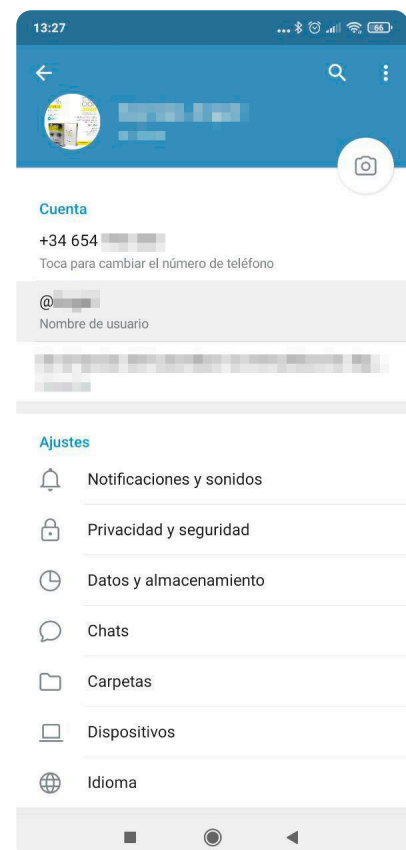 13:27
66
Cuenta
+34 654
Toca para cambiar el número de teléfono
@
Nombre de usuario
Ajustes
Notificaciones y sonidos
Privacidad y seguridad
Datos y almacenamiento
Chats
Carpetas
Dispositivos
Idioma